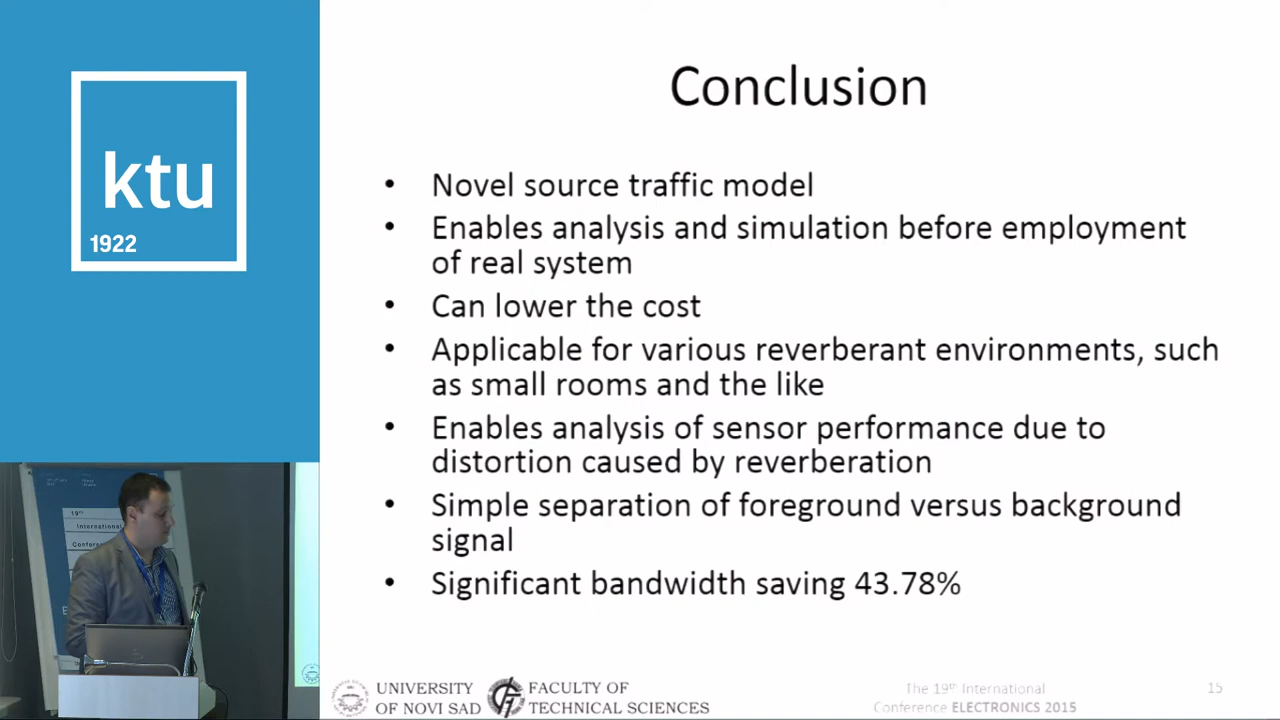 ktu
1922
Conclusion
• Novel source traffic model
• Enables analysis and simulation before employment
of real system
• Can lower the cost
• Applicable for various reverberant environments, such
as small rooms and the like
• Enables analysis of sensor performance due to
distortion caused by reverberation
• Simple separation of foreground versus background
signal
• Significant bandwidth saving 43.78%
19th
International
UNIVERSITY
OF NOVI SAD
FACULTY OF
TECHNICAL SCIENCES
The 19th International
Conference ELECTRONICS 2015
15